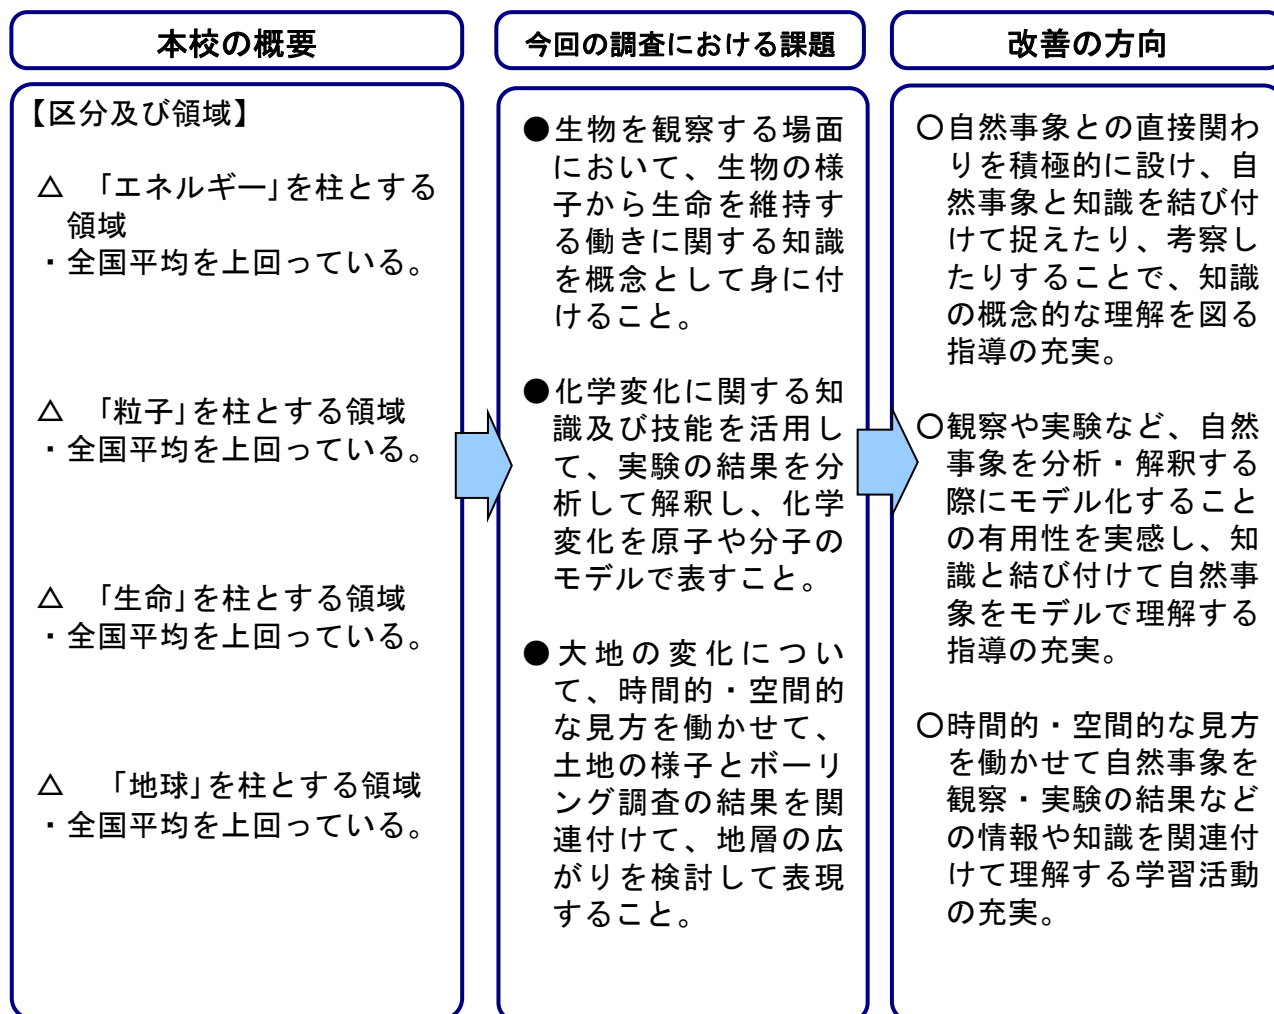 本校の概要
【区分及び領域】
△　「エネルギー」を柱とする
領域
・全国平均を上回っている。
△　「粒子」を柱とする領域
・全国平均を上回っている。
△　「生命」を柱とする領域
・全国平均を上回っている。
△　「地球」を柱とする領域
・全国平均を上回っている。
今回の調査における課題
●生物を観察する場面
において、生物の様
子から生命を維持す
る働きに関する知識
を概念として身に付
けること。
●化学変化に関する知
識及び技能を活用し
て、実験の結果を分
析して解釈し、化学
変化を原子や分子の
モデルで表すこと。
●大地の変化につい
て、時間的・空間的
な見方を働かせて、
土地の様子とボーリ
ング調査の結果を関
連付けて、地層の広
がりを検討して表現
すること。
改善の方向
○自然事象との直接関わ
りを積極的に設け、自
然事象と知識を結び付
けて捉えたり、考察し
たりすることで、知識
の概念的な理解を図る
指導の充実。
○観察や実験など、自然
事象を分析・解釈する
際にモデル化すること
の有用性を実感し、知
識と結び付けて自然事
象をモデルで理解する
指導の充実。
○時間的・空間的な見方
を働かせて自然事象を
観察・実験の結果など
の情報や知識を関連付
けて理解する学習活動
の充実。